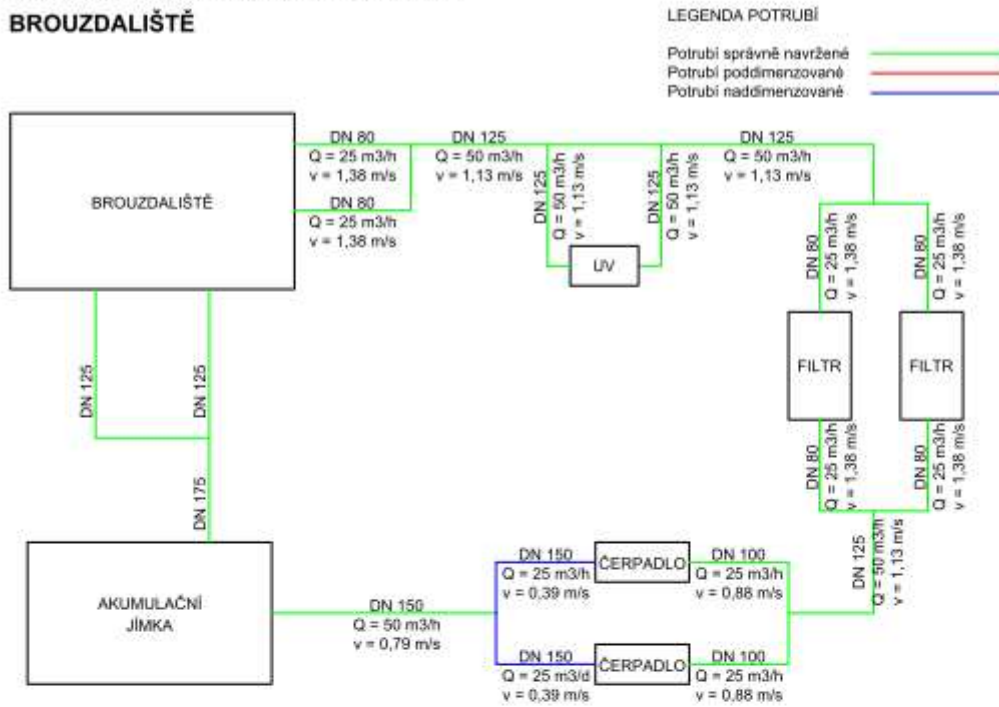 BROUZDALIŠTĚ
LEGENDA POTRUBÍ
Potrubí správně navržené
Potrubí poddimenzované
Potrubí naddimenzované
BROUZDALIŠTĚ
DN 80
Q = 25 m3/h
v = 1,38 m/s
DN 80
Q = 25 m3/h
v = 1,38 m/s
DN 125
Q = 50 m3/h
v = 1,13 m/s
DN 125
Q = 50 m3/h
v = 1,13 m/s
UV
DN 125
Q = 50 m3/h
v = 1,13 m/s
DN 125
Q = 50 m3/h
v = 1,13 m/s
DN 80
Q = 25 m3/h
v = 1,38 m/s
DN 80
Q = 25 m3/h
v = 1,38 m/s
FILTR
FILTR
DN 80
Q = 25 m3/h
v = 1,38 m/s
DN 80
Q = 25 m3/h
v = 1,38 m/s
DN 125
Q = 50 m3/h
v = 1,13 m/s
DN 125
DN 125
DN 175
AKUMULAČNÍ
JÍMKA
DN 150
Q = 50 m3/h
v = 0,79 m/s
DN 150
Q = 25 m3/h
v = 0,39 m/s
ČERPADLO
DN 100
Q = 25 m3/h
v = 0,88 m/s
DN 150
Q = 25 m3/d
v = 0,39 m/s
ČERPADLO
DN 100
Q = 25 m3/h
v = 0,88 m/s